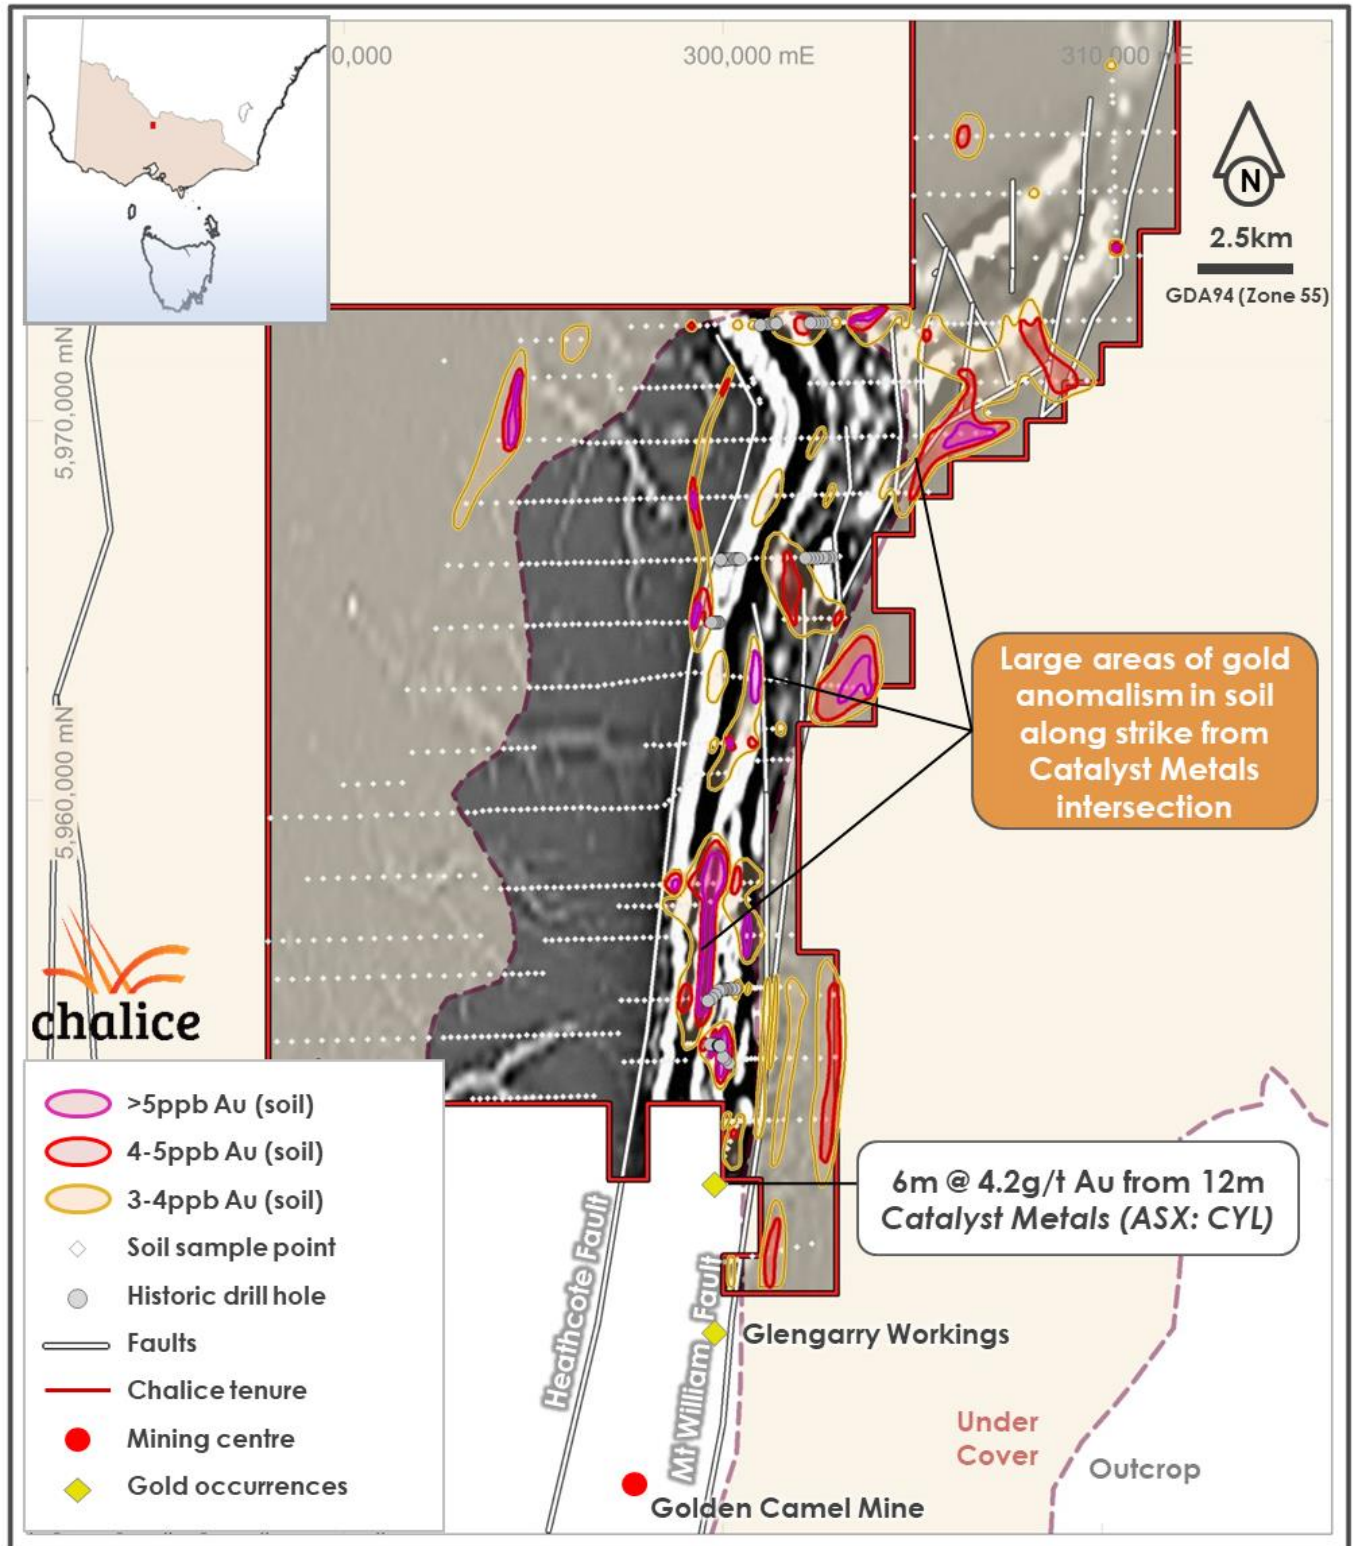 0,000
300,000 mE
310,000 mE
N
2.5km
GDA94 (Zone 55)
5,970,000 mN
5,960,000 mN
Large areas of gold
anomalism in soil
along strike from
Catalyst Metals
intersection
chalice
>5ppb Au (soil)
4-5ppb Au (soil)
3-4ppb Au (soil)
Soil sample point
Historic drill hole
Faults
Chalice tenure
Mining centre
Gold occurrences
6m @ 4.2g/t Au from 12m
Catalyst Metals (ASX: CYL)
Heathcote Fault
Mt William Fault
Glengarry Workings
Under
Cover
Outcrop
Golden Camel Mine